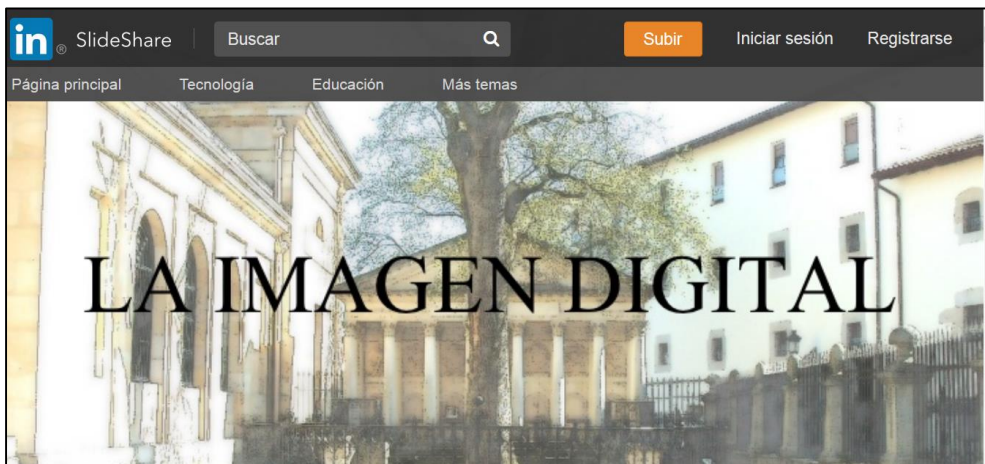 in® SlideShare Buscar Subir Iniciar sesión Registrarse
Página principal Tecnología Educación Más temas
LA IMAGEN DIGITAL